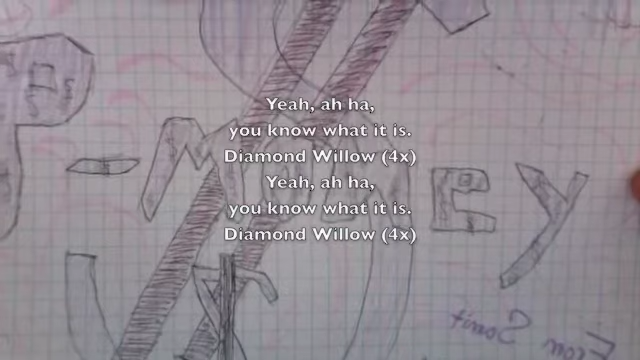 Yeah, ah ha,
you know what it is.
Diamond Willow (4x)
Yeah, ah ha,
you know what it is.
Diamond Willow (4x)
P-money